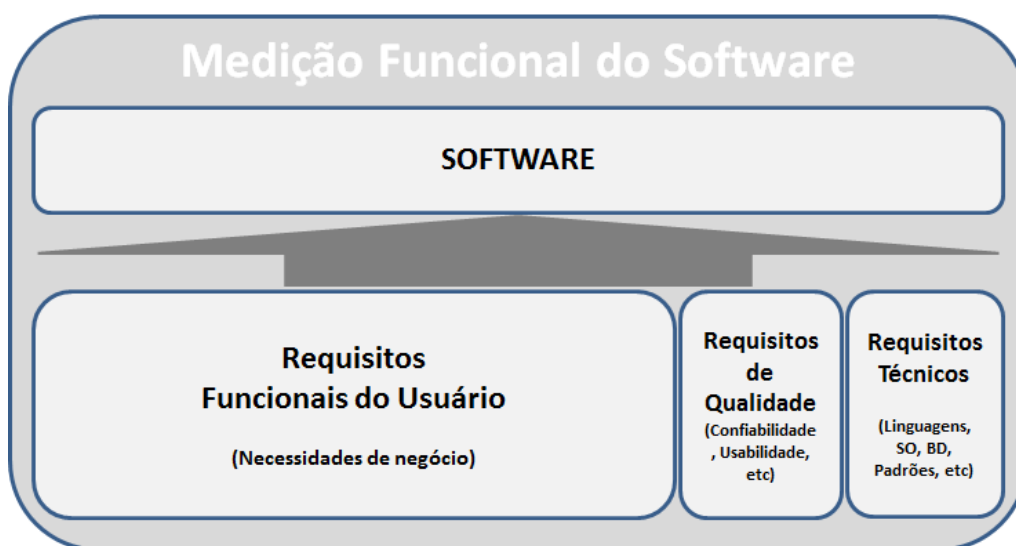 Medição Funcional do Software
SOFTWARE
Requisitos
Funcionais do Usuário
(Necessidades de negócio)
Requisitos
de
Qualidade
(Confiabilidade
, Usabilidade,
etc)
Requisitos
Técnicos
(Linguagens,
SO, BD,
Padrões, etc)